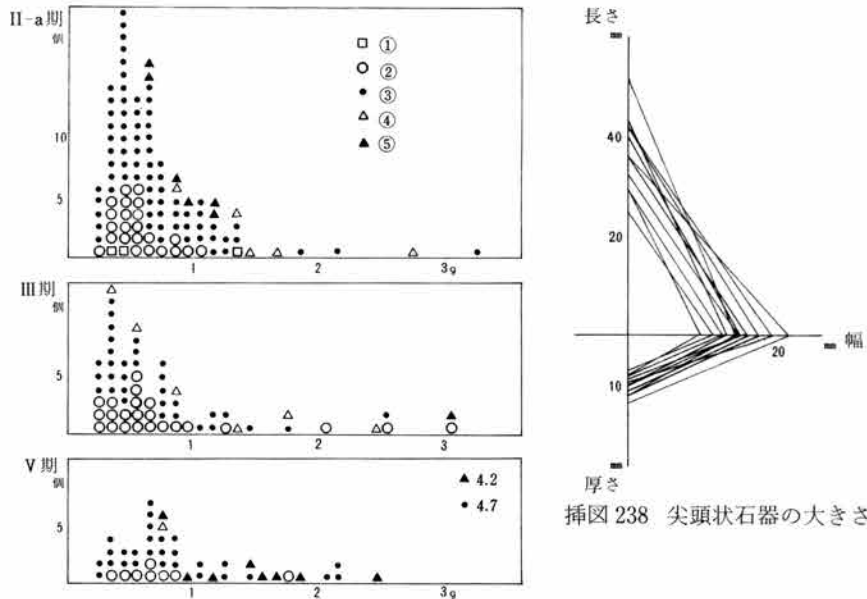 II-a期
個
10
5
□ ①
○ ②
● ③
△ ④
▲ ⑤
1 2 3g
III期
個
5
1 2 3
V期
個
5
▲ 4.2
● 4.7
1 2 3g
長さ
mm
40
20
mm 幅
20
10
mm
厚さ
挿図 238 尖頭状石器の大きさ